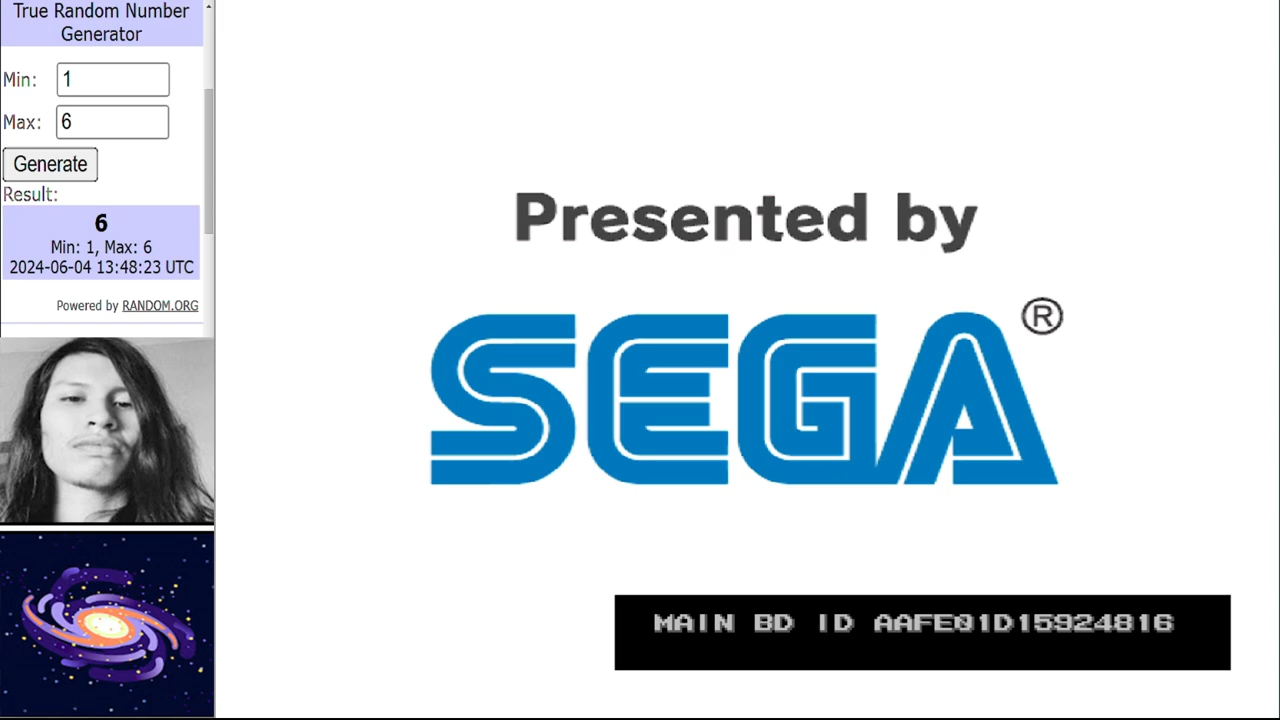 True Random Number
Generator
Min: 1
Max: 6
Generate
Result:
6
Min: 1, Max: 6
2024-06-04 13:48:23 UTC
Powered by RANDOM.ORG
Presented by
SEGA®
MAIN BD ID AAFE01D15924816